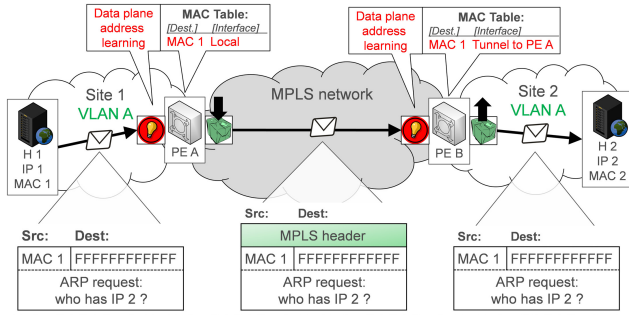 Data plane
address
learning
MAC Table:
[Dest.] [Interface]
MAC 1 Local
Data plane
address
learning
MAC Table:
[Dest.] [Interface]
MAC 1 Tunnel to PE A
Site 1
VLAN A
MPLS network
Site 2
VLAN A
H 1
IP 1
MAC 1
PE A
PE B
H 2
IP 2
MAC 2
Src: Dest:
MAC 1 FFFFFFFFFFFF
ARP request:
who has IP 2 ?
Src: Dest:
MPLS header
MAC 1 FFFFFFFFFFFF
ARP request:
who has IP 2 ?
Src: Dest:
MAC 1 FFFFFFFFFFFF
ARP request:
who has IP 2 ?